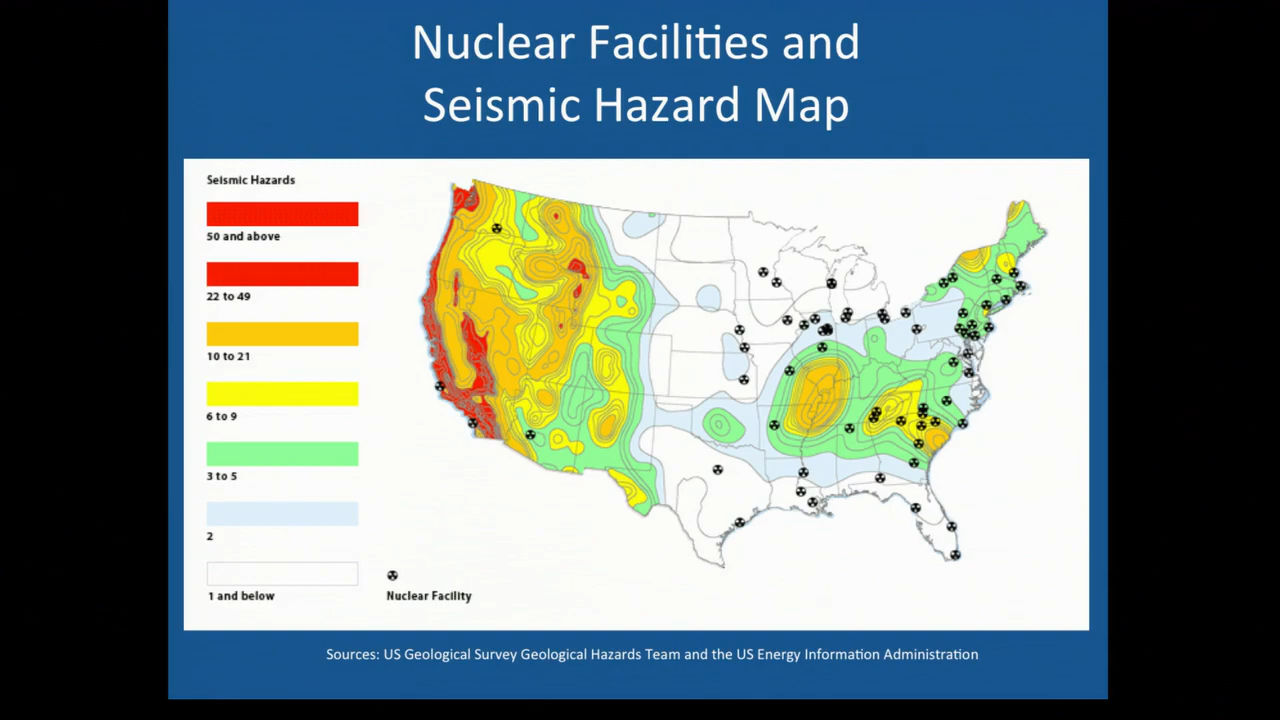 Nuclear Facilities and
Seismic Hazard Map
Seismic Hazards
50 and above
22 to 49
10 to 21
6 to 9
3 to 5
2
1 and below
Nuclear Facility
Sources: US Geological Survey Geological Hazards Team and the US Energy Information Administration